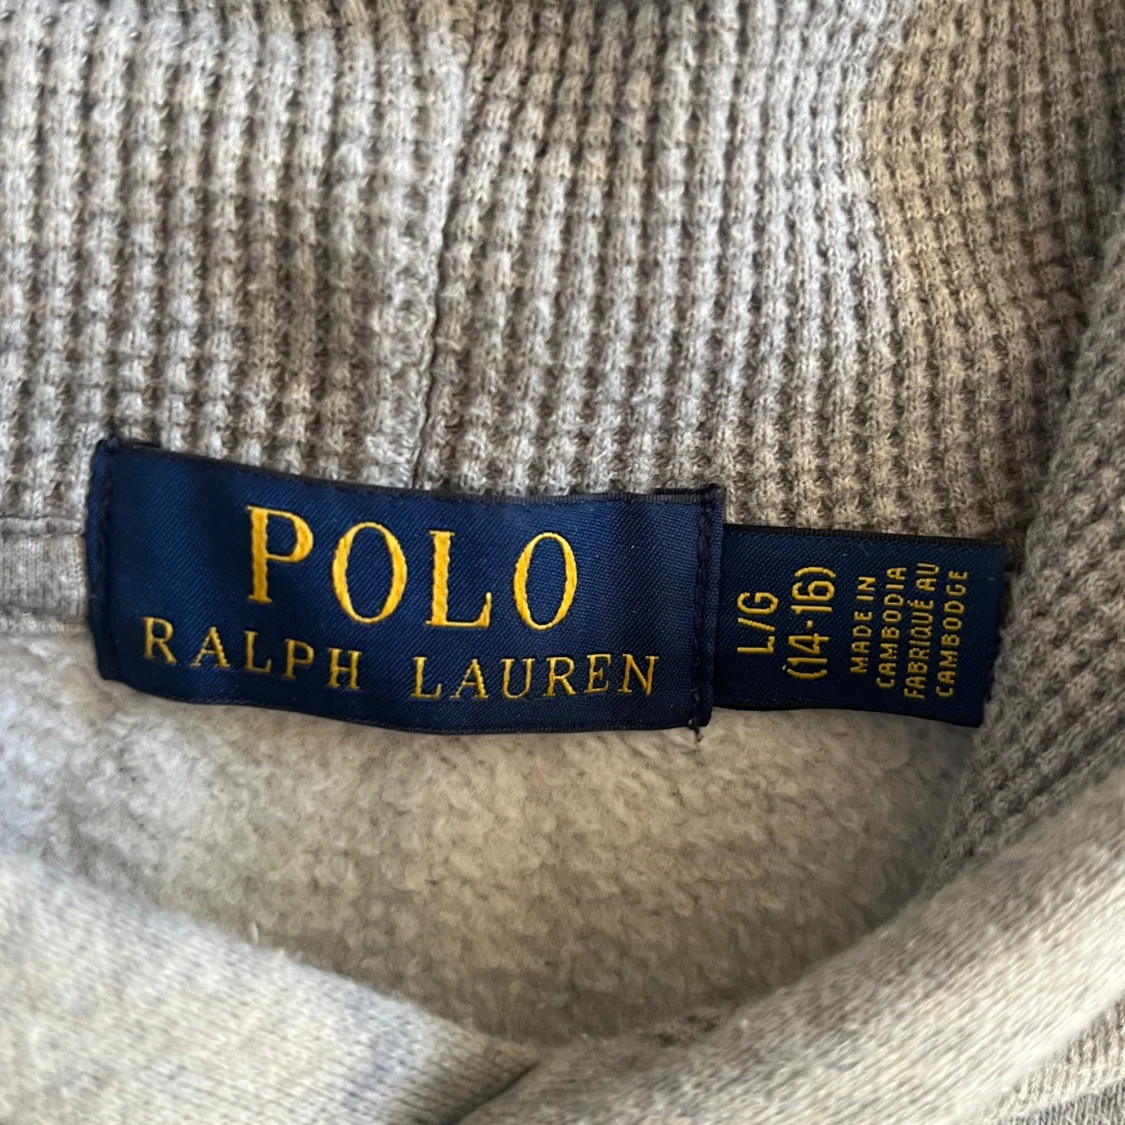 POLO
RALPH LAUREN
L/G
(14-16)
MADE IN
CAMBODIA
FABRIQUÉ AU
CAMBODGE